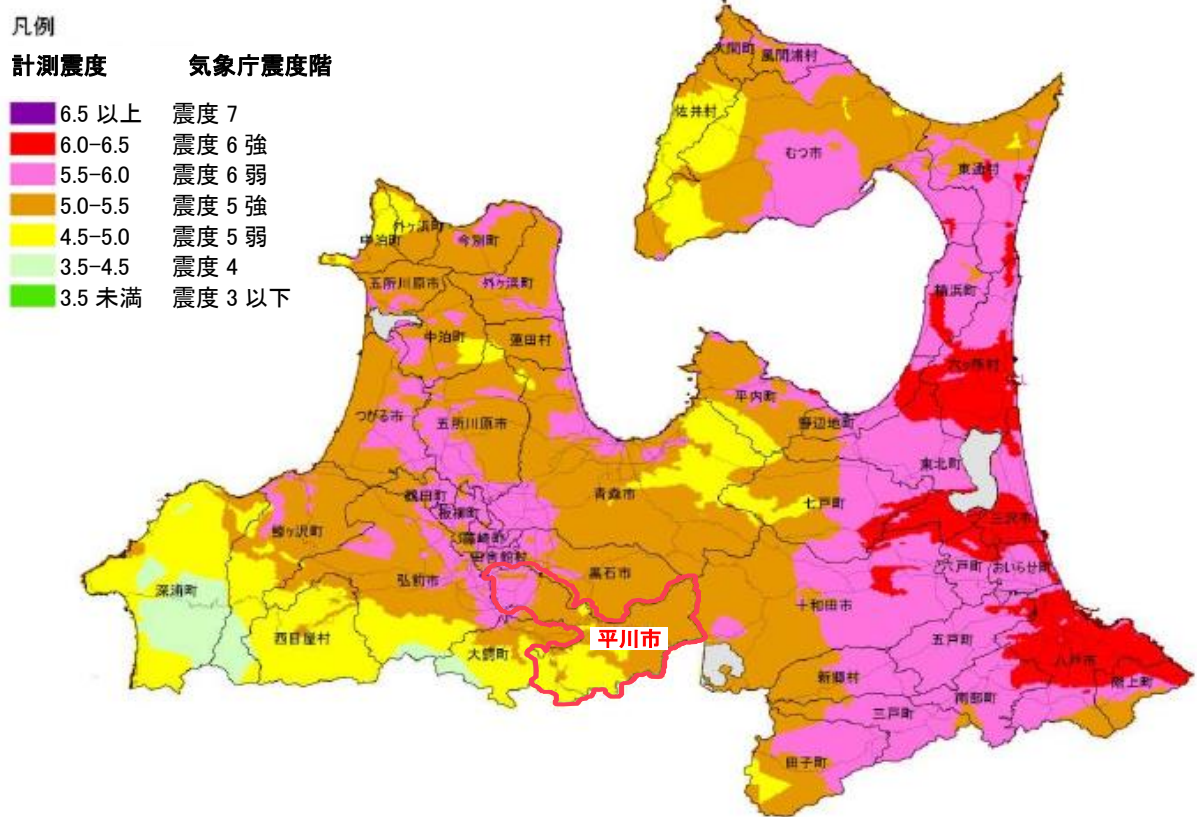 凡例
計測震度 気象庁震度階
6.5 以上 震度 7
6.0-6.5 震度 6 強
5.5-6.0 震度 6 弱
5.0-5.5 震度 5 強
4.5-5.0 震度 5 弱
3.5-4.5 震度 4
3.5 未満 震度 3 以下
大間町
風間浦村
佐井村
むつ市
東通村
外ヶ浜町
中泊町
今別町
五所川原市
外ヶ浜町
横浜町
中泊町
蓬田村
六ヶ所村
平内町
つがる市
五所川原市
野辺地町
東北町
鶴田町
青森市
七戸町
板柳町
三沢市
鰺ヶ沢町
藤崎町
田舎館村
弘前市
黒石市
六戸町
おいらせ町
深浦町
十和田市
西目屋村
平川市
五戸町
大鰐町
八戸市
新郷村
階上町
南部町
三戸町
田子町